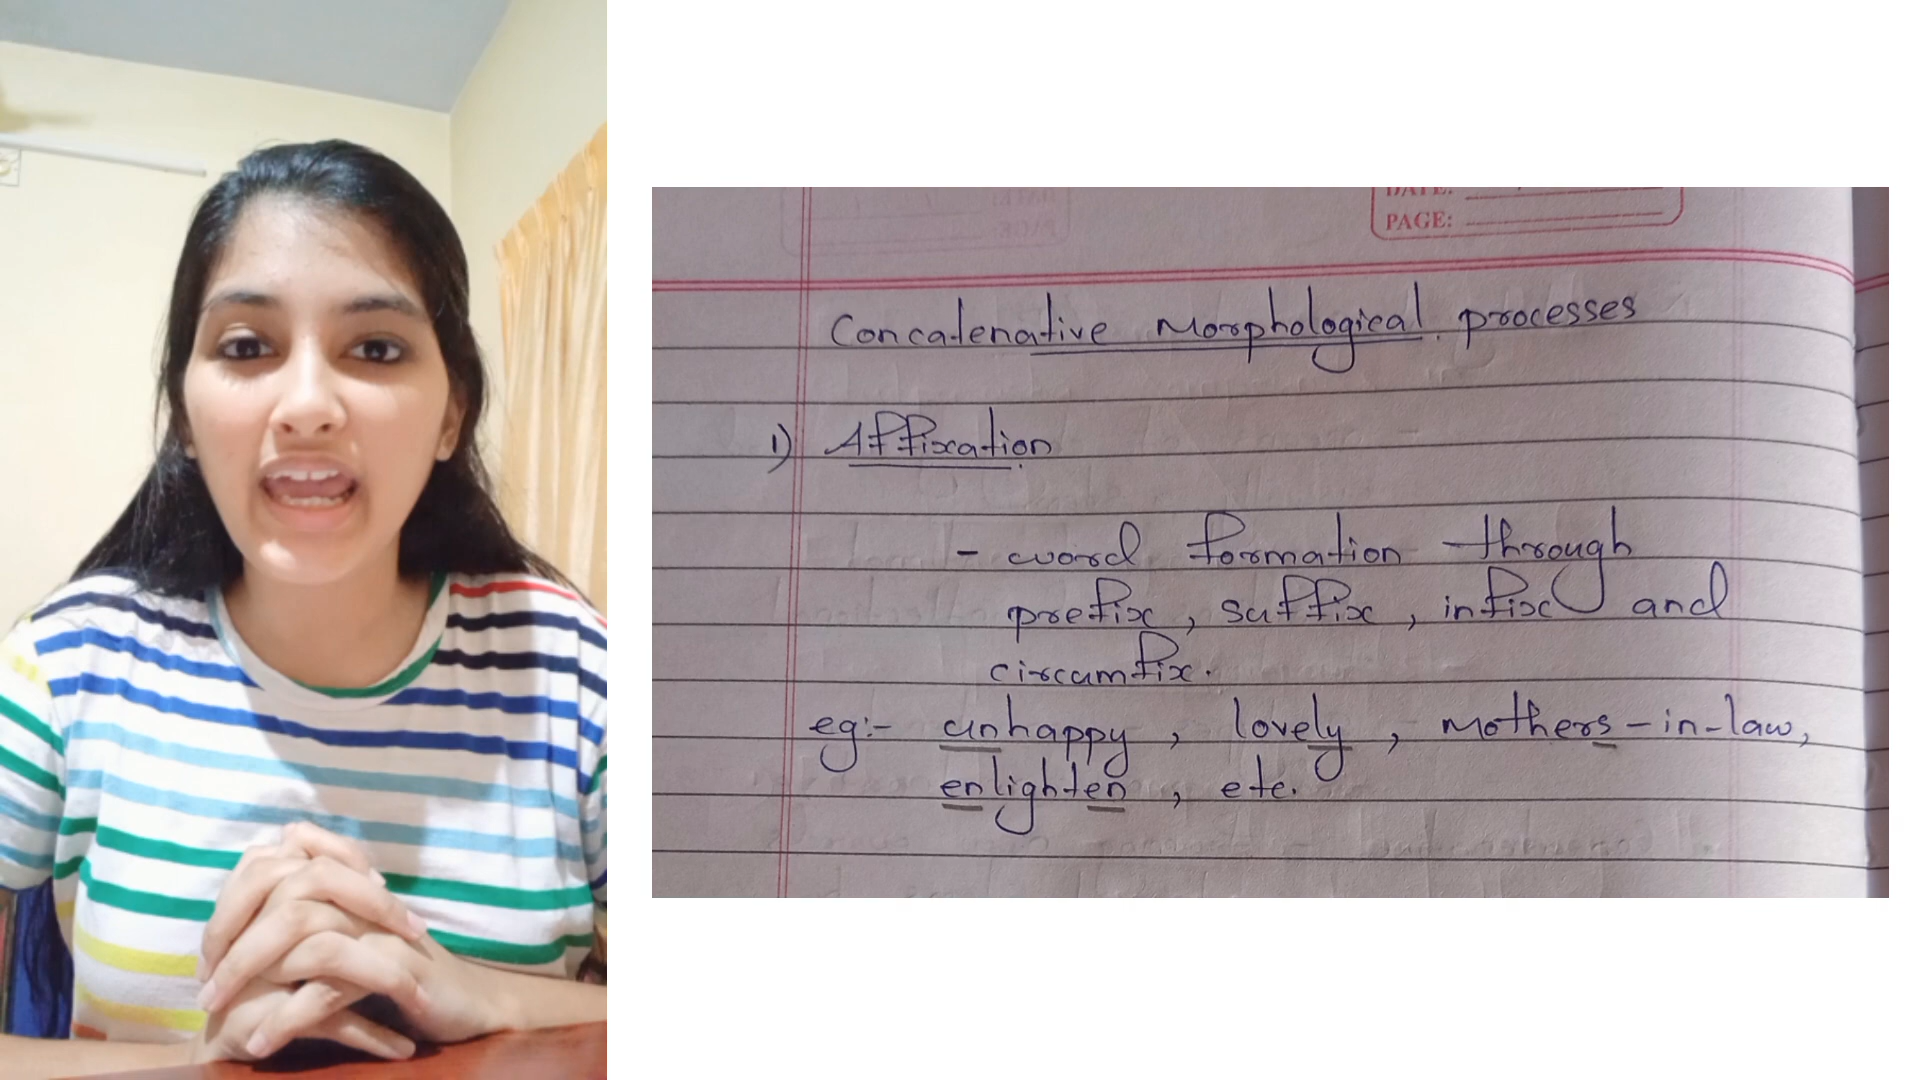 DATE:
PAGE:
Concatenative Morphological processes
1) Affixation
- word formation through
prefix, suffix, infix and
circumfix.
eg:- unhappy, lovely, mothers-in-law,
enlighten, etc.